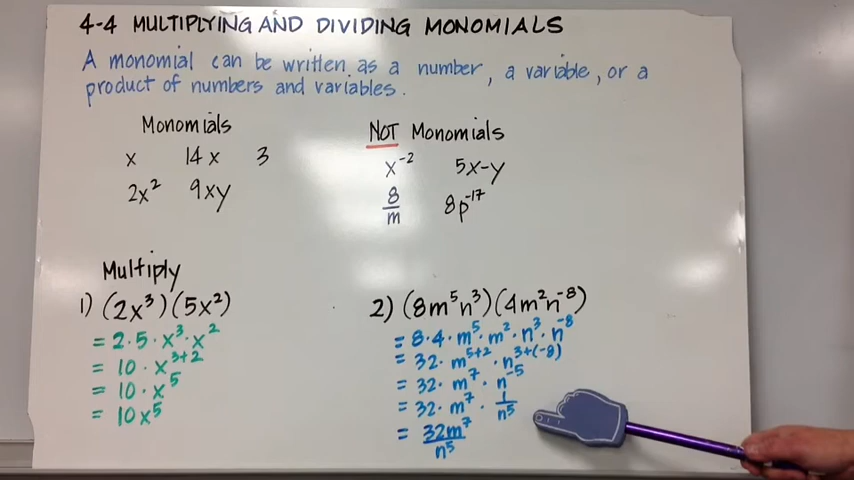 4-4 MULTIPLYING AND DIVIDING MONOMIALS
A monomial can be written as a number, a variable, or a
product of numbers and variables.
Monomials
x 14x 3
2x² 9xy
NOT Monomials
x⁻² 5x-y
8/m 8p⁻¹⁷
Multiply
1) (2x³)(5x²)
= 2·5·x³·x²
= 10·x³⁺²
= 10·x⁵
= 10x⁵
2) (8m⁵n³)(4m²n⁻⁸)
= 8·4·m⁵·m²·n³·n⁻⁸
= 32·m⁵⁺²·n³⁺⁽⁻⁸⁾
= 32·m⁷·n⁻⁵
= 32·m⁷·1/n⁵
= 32m⁷/n⁵